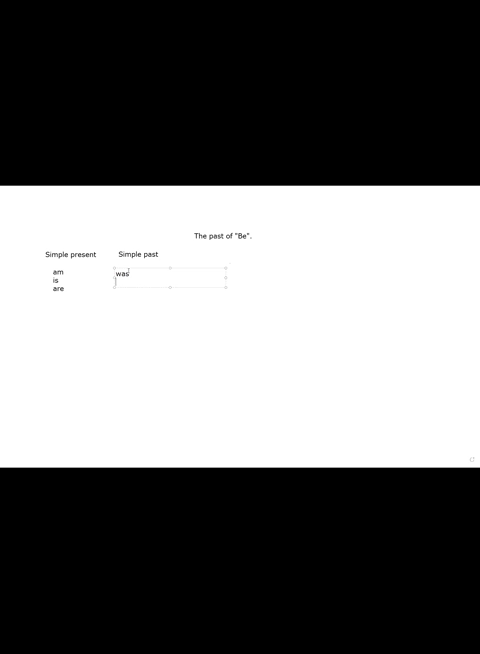 The past of "Be".
Simple present
Simple past
am
is
are
was